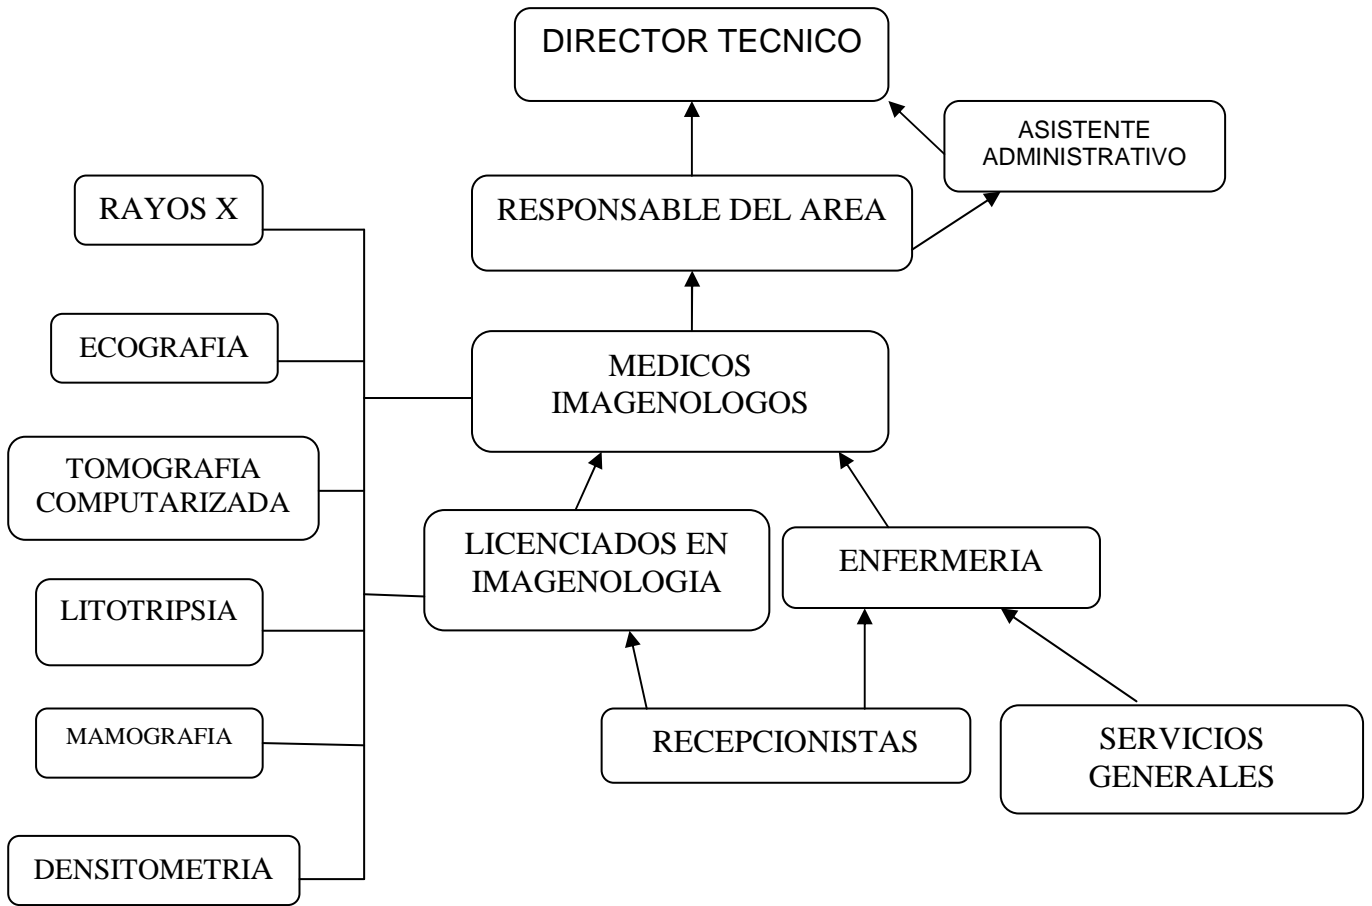 DIRECTOR TECNICO
ASISTENTE
ADMINISTRATIVO
RAYOS X
RESPONSABLE DEL AREA
ECOGRAFIA
MEDICOS
IMAGENOLOGOS
TOMOGRAFIA
COMPUTARIZADA
LICENCIADOS EN
IMAGENOLOGIA
ENFERMERIA
LITOTRIPSIA
MAMOGRAFIA
RECEPCIONISTAS
SERVICIOS
GENERALES
DENSITOMETRIA